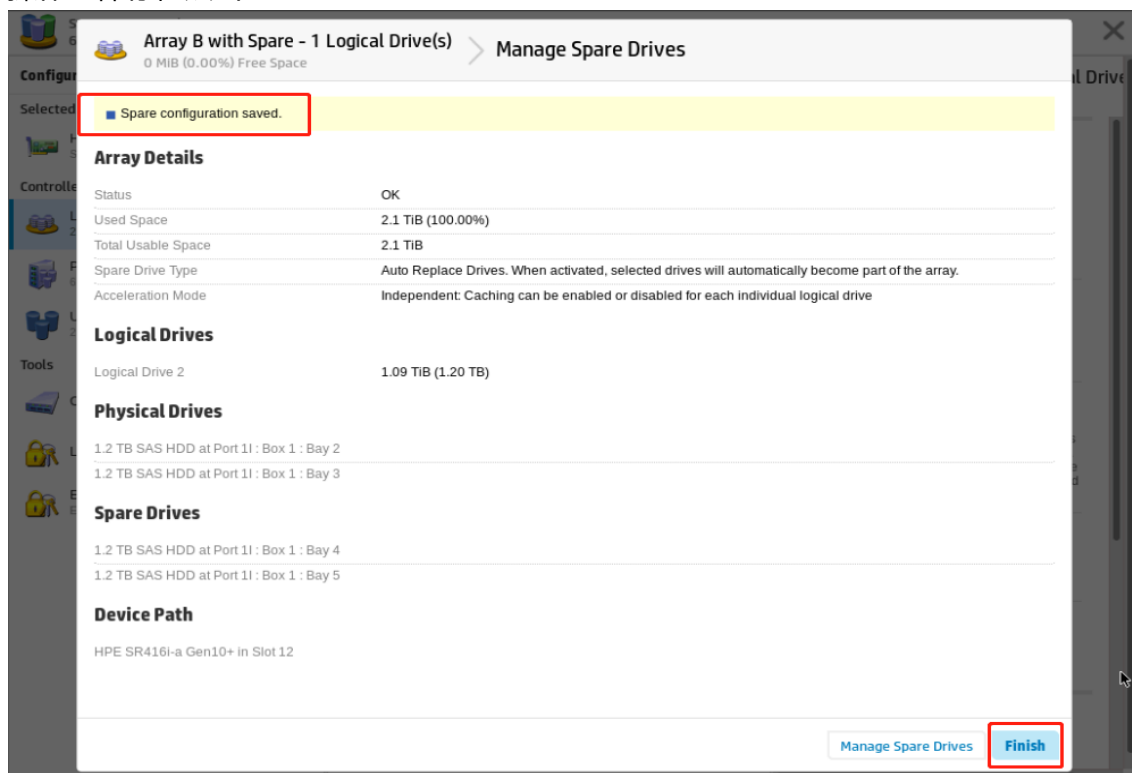 Array B with Spare - 1 Logical Drive(s)
0 MiB (0.00%) Free Space
Manage Spare Drives
Spare configuration saved.
Array Details
Status OK
Used Space 2.1 TiB (100.00%)
Total Usable Space 2.1 TiB
Spare Drive Type Auto Replace Drives. When activated, selected drives will automatically become part of the array.
Acceleration Mode Independent: Caching can be enabled or disabled for each individual logical drive
Logical Drives
Logical Drive 2 1.09 TiB (1.20 TB)
Physical Drives
1.2 TB SAS HDD at Port 1I : Box 1 : Bay 2
1.2 TB SAS HDD at Port 1I : Box 1 : Bay 3
Spare Drives
1.2 TB SAS HDD at Port 1I : Box 1 : Bay 4
1.2 TB SAS HDD at Port 1I : Box 1 : Bay 5
Device Path
HPE SR416i-a Gen10+ in Slot 12
Manage Spare Drives
Finish
Selected
Tools